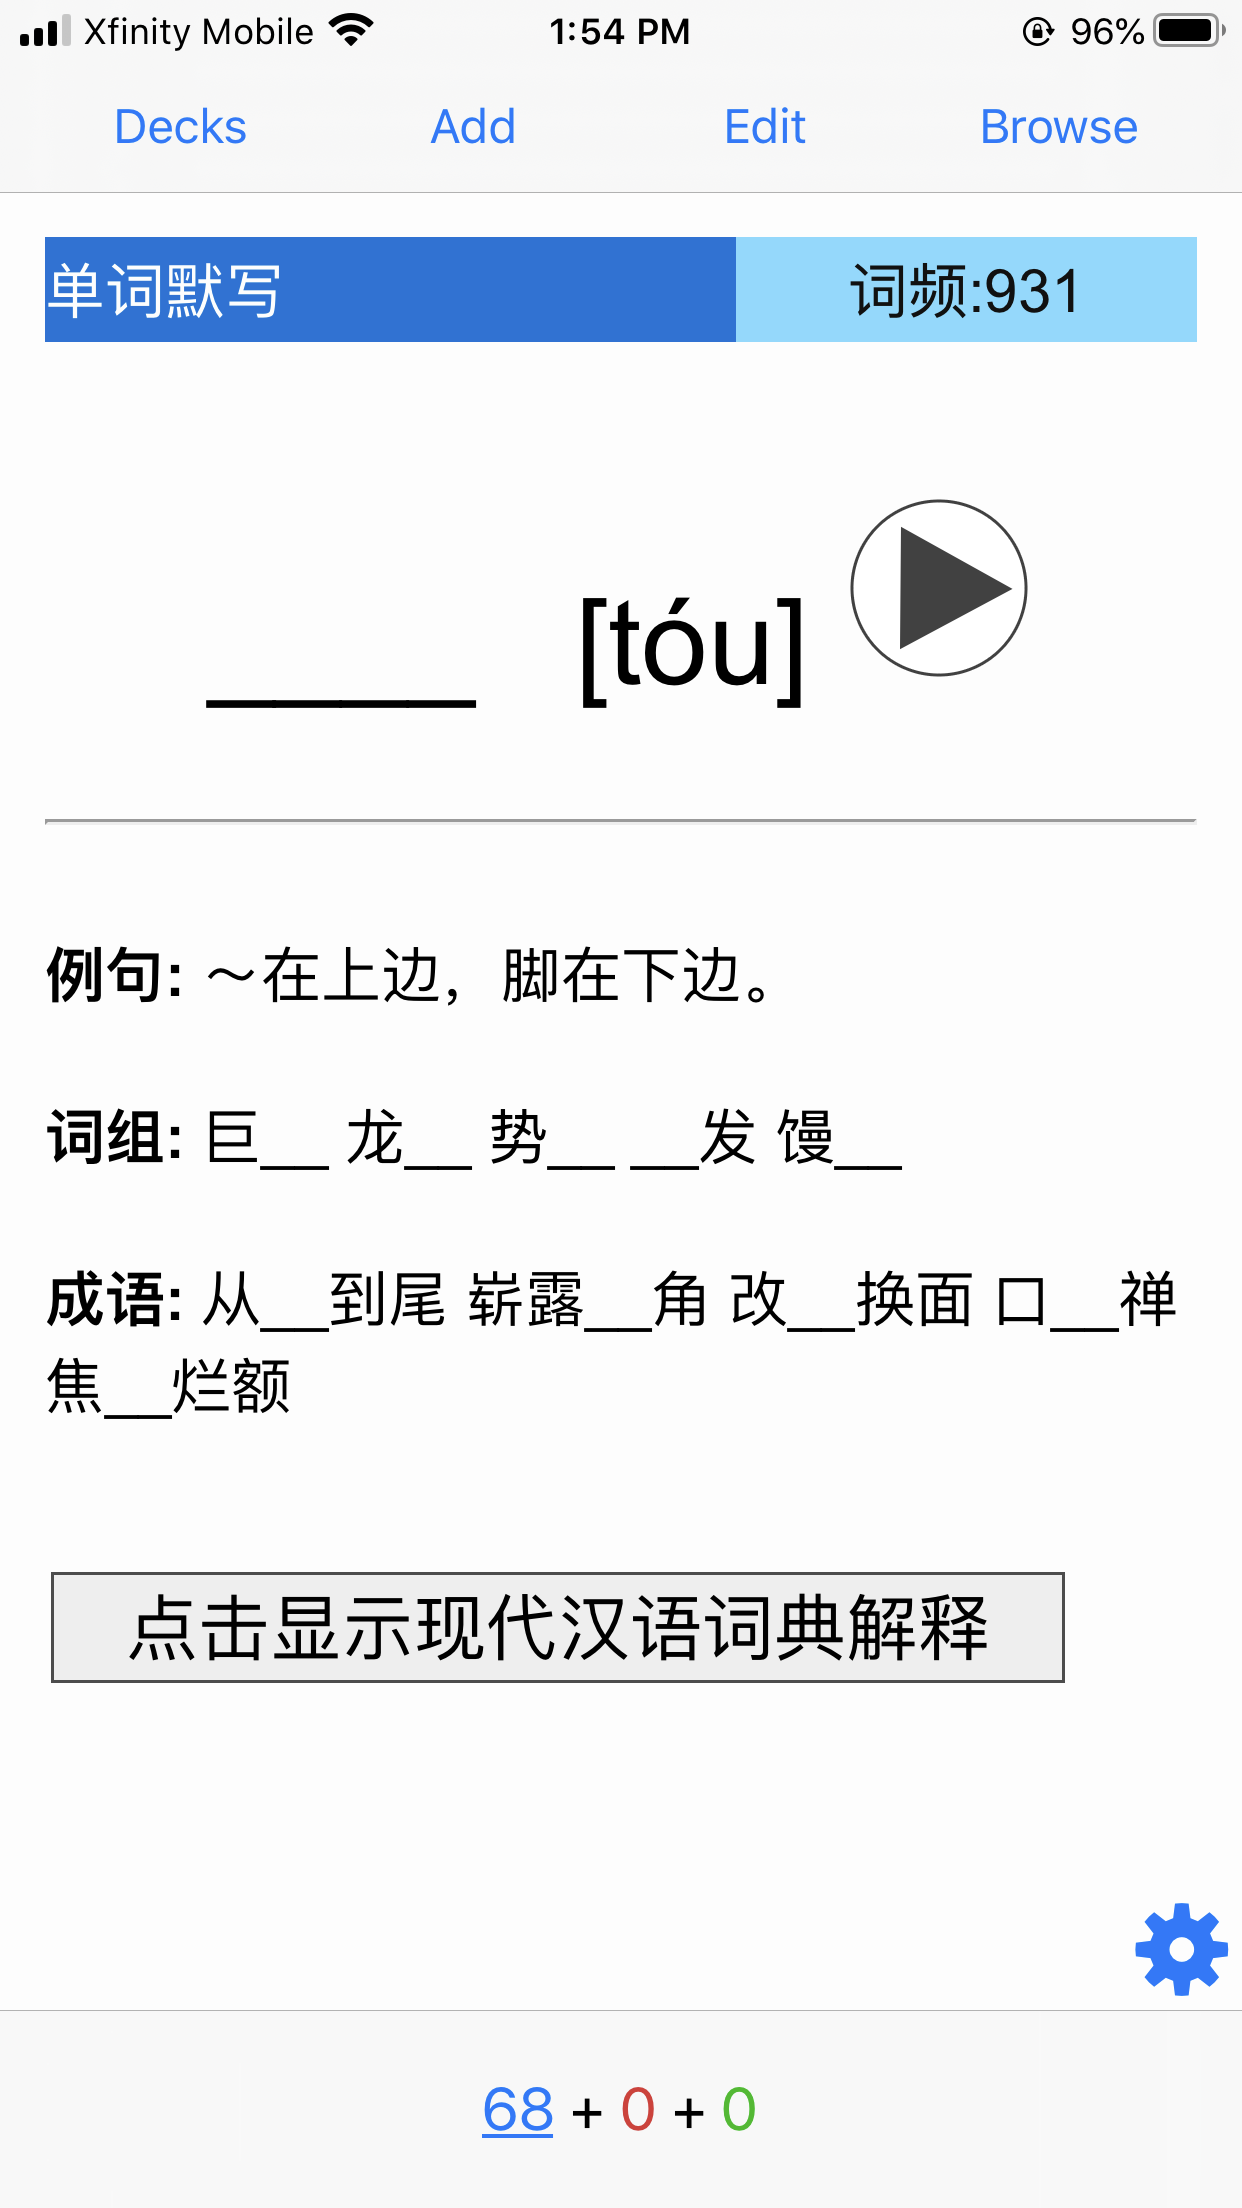 Xfinity Mobile 1:54 PM 96%
Decks Add Edit Browse
单词默写 词频:931
____ [tóu]
例句: ～在上边，脚在下边。
词组: 巨__ 龙__ 势__ __发 馒__
成语: 从__到尾 崭露__角 改__换面 口__禅
焦__烂额
点击显示现代汉语词典解释
68 + 0 + 0